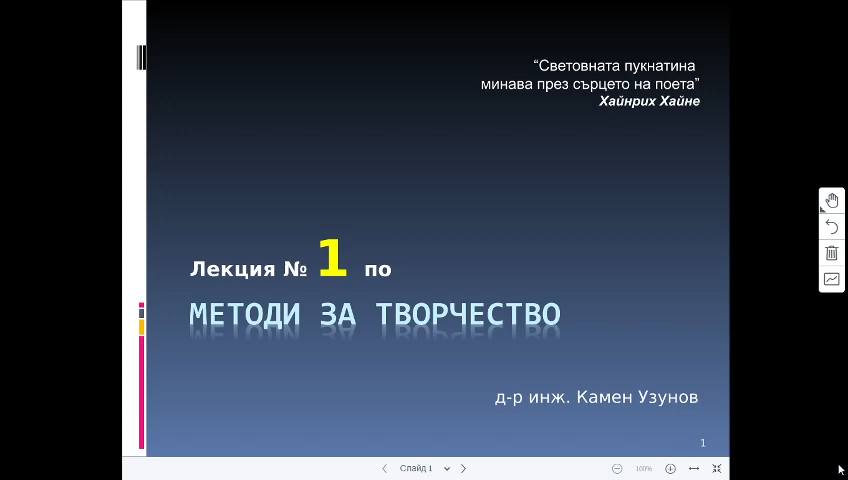 “Световната пукнатина
минава през сърцето на поета”
Хайнрих Хайне
Лекция № 1 по
МЕТОДИ ЗА ТВОРЧЕСТВО
д-р инж. Камен Узунов
1
Слайд 1
100%